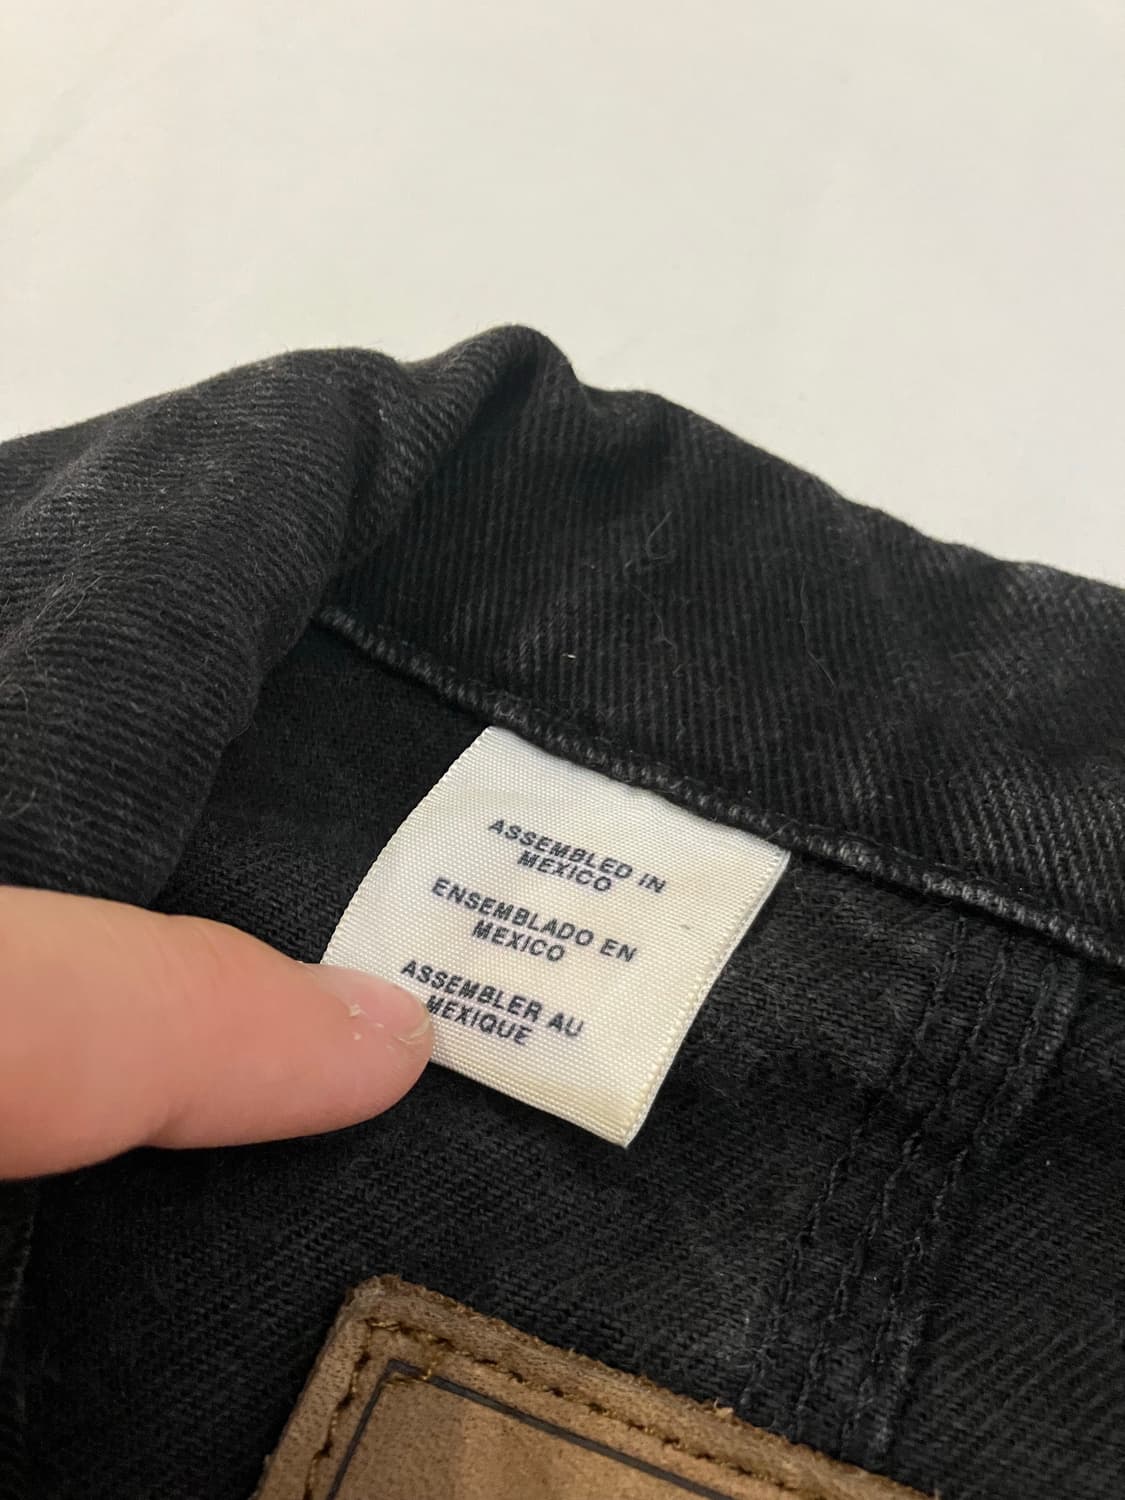 ASSEMBLED IN
MEXICO
ENSEMBLADO EN
MEXICO
ASSEMBLER AU
MEXIQUE